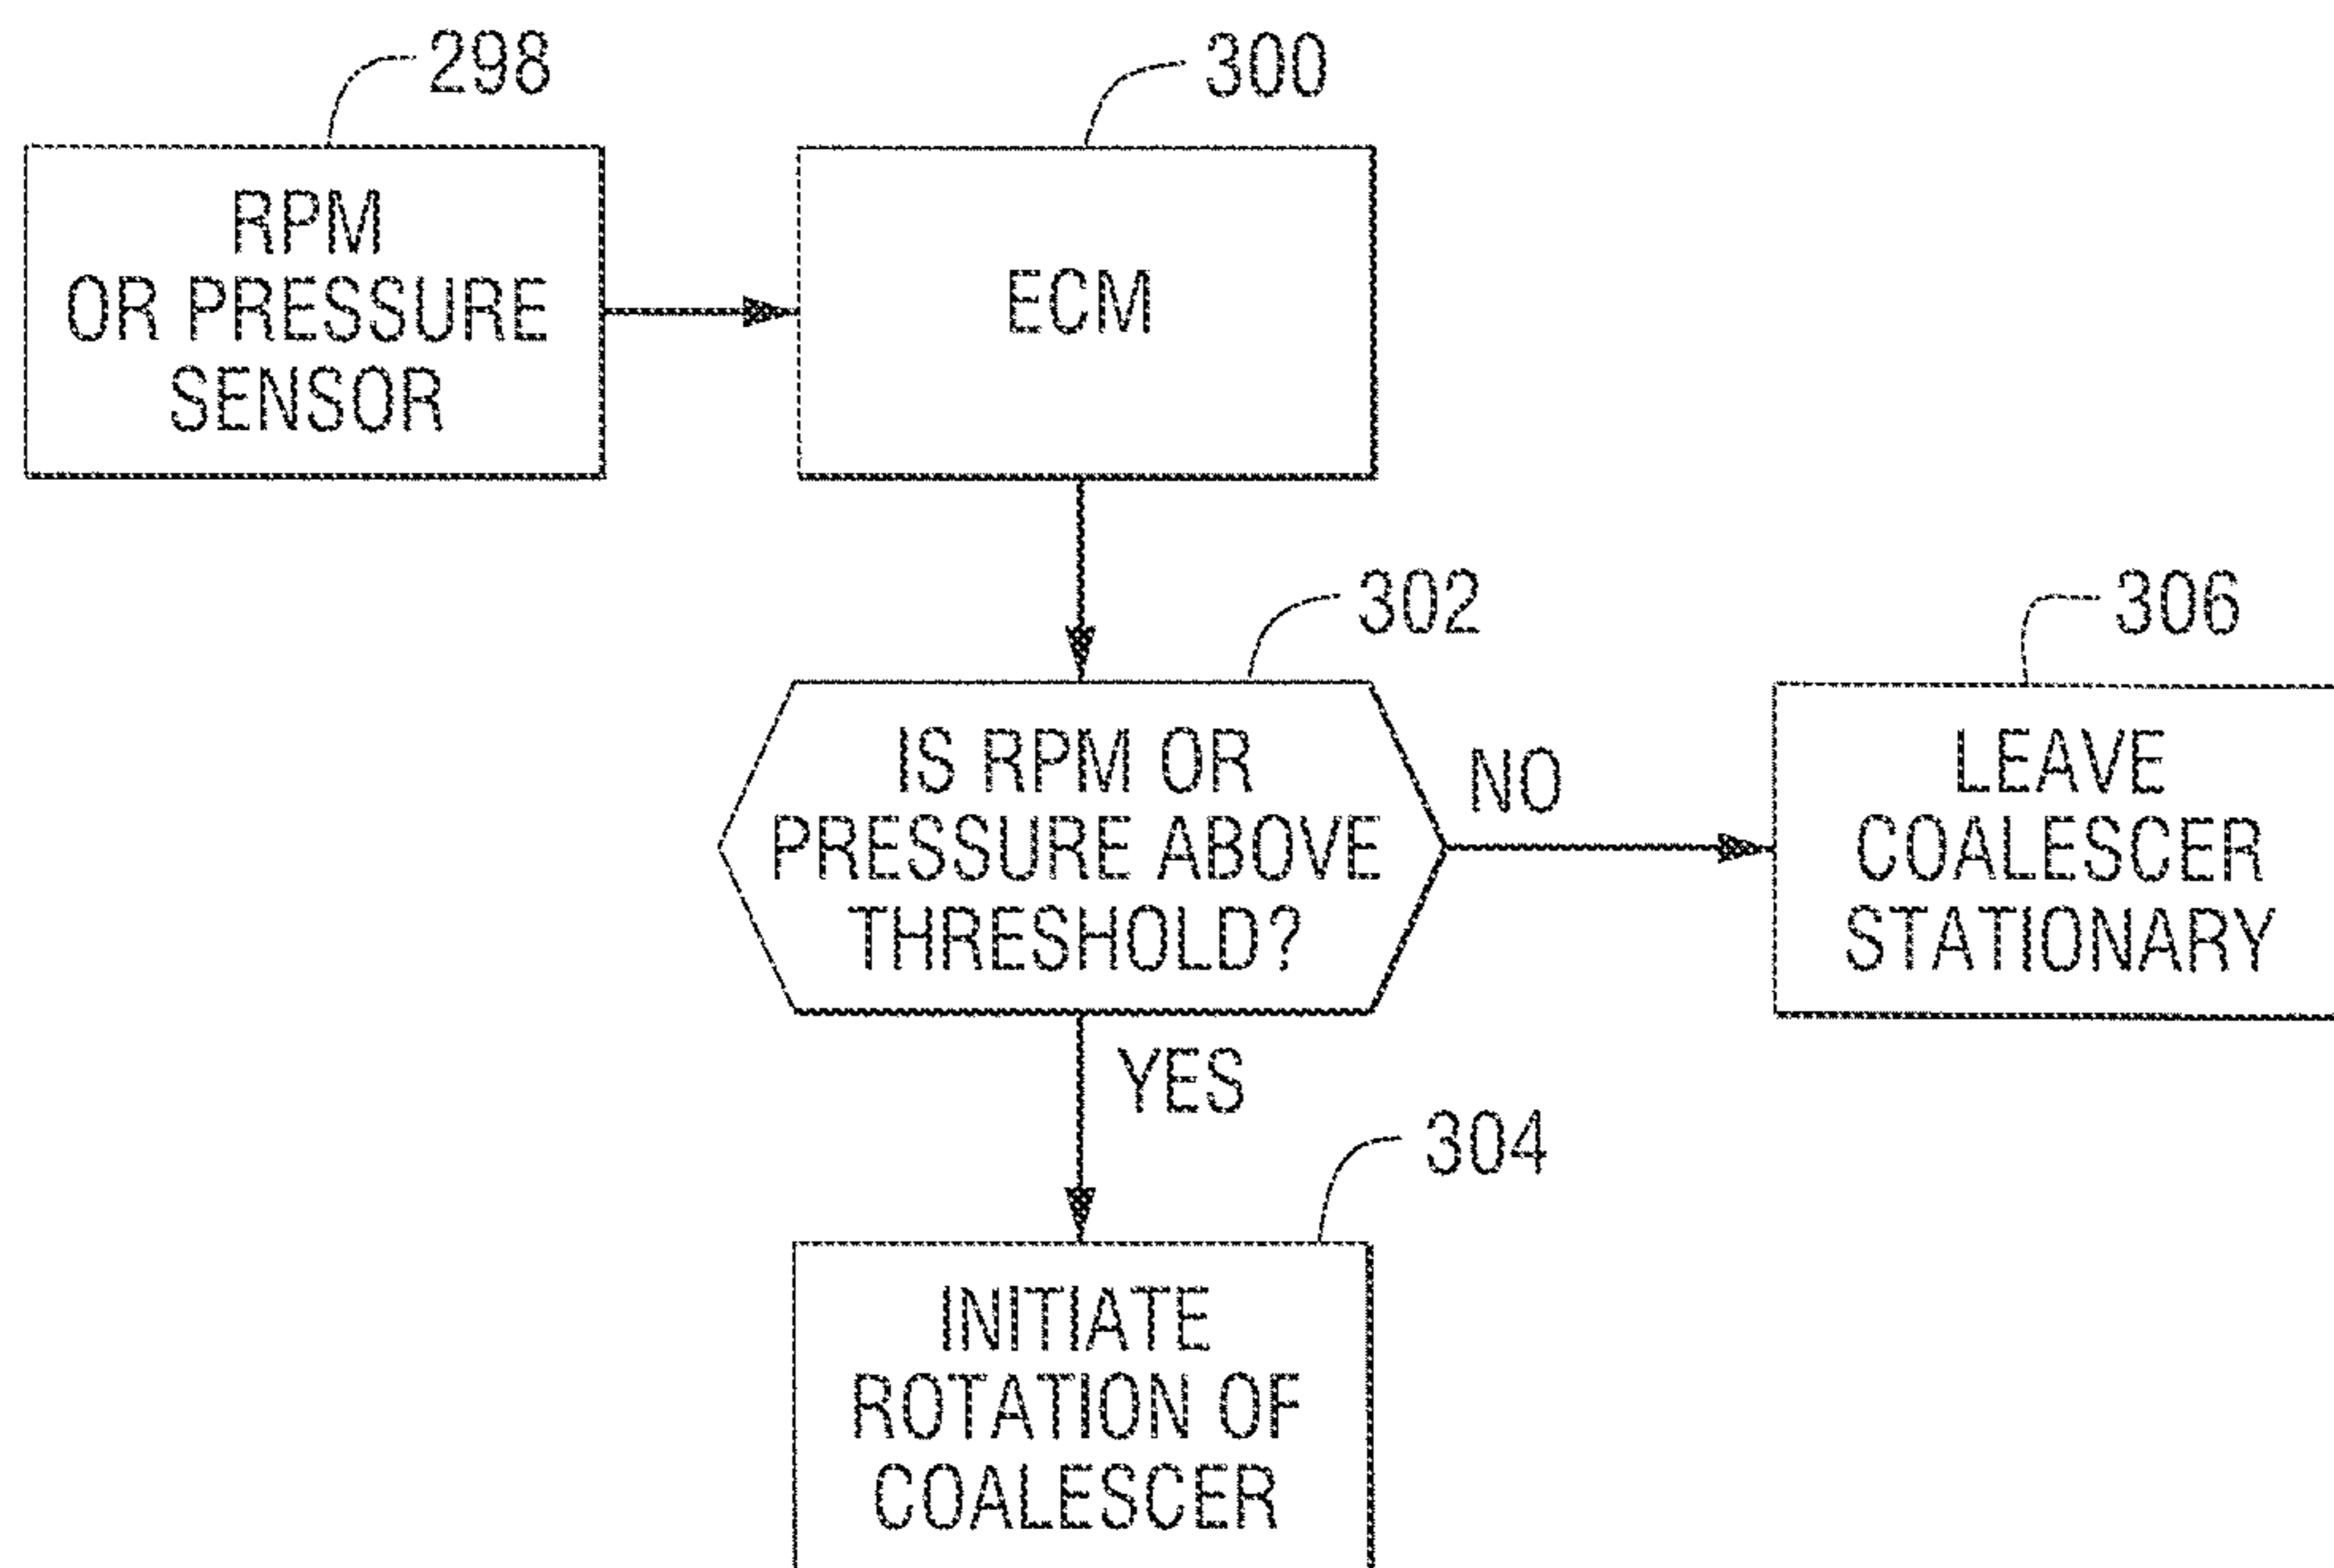 298
300
RPM
OR PRESSURE
SENSOR
ECM
302
306
IS RPM OR
PRESSURE ABOVE
THRESHOLD?
NO
LEAVE
COALESCER
STATIONARY
YES
304
INITIATE
ROTATION OF
COALESCER